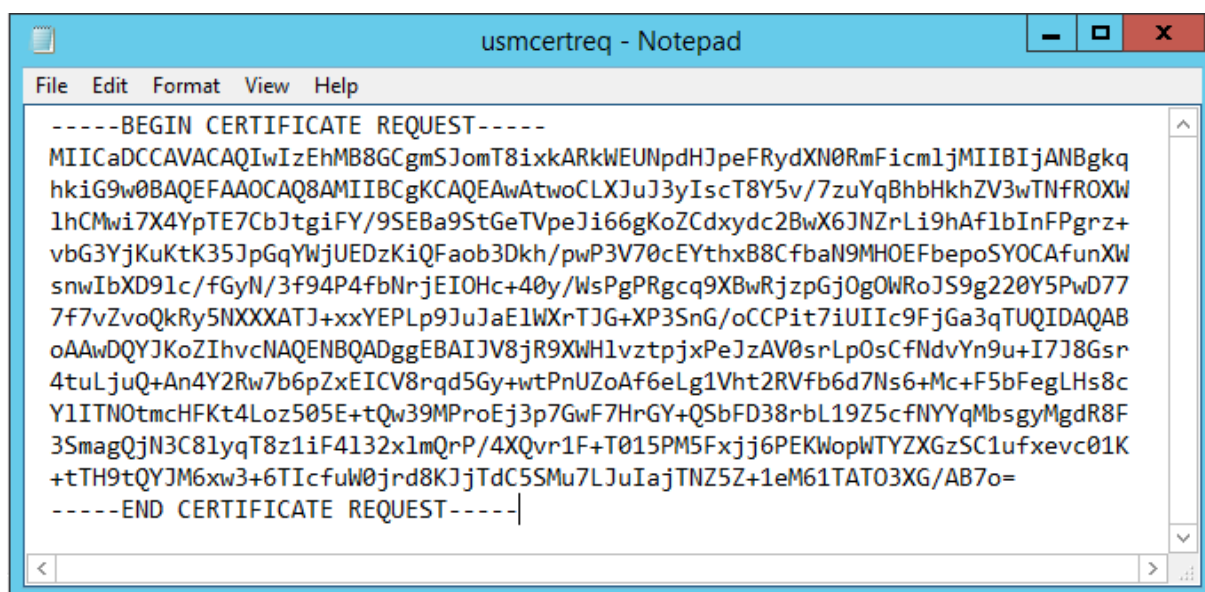 usmcertreq - Notepad
File Edit Format View Help
-----BEGIN CERTIFICATE REQUEST-----
MIICaDCCAVACAQIwIzEhMB8GCgmSJomT8ixkARkWEUNpdHJpeFRydXN0RmFicmljMIIBIjANBgkq
hkiG9w0BAQEFAAOCAQ8AMIIBCgKCAQEAwAtwoCLXJuJ3yIscT8Y5v/7zuYqBhbHkhZV3wTNfROXW
lhCMwi7X4YpTE7CbJtgiFY/9SEBa9StGeTVpeJi66gKoZCdxydc2BwX6JNZrLi9hAflbInFPgrz+
vbG3YjKuKtK35JpGqYWjUEDzKiQFaob3Dkh/pwP3V70cEYthxB8CfbaN9MHOEFbepoSYOCAfunXW
snwIbXD9lc/fGyN/3f94P4fbNrjEIOHc+40y/WsPgPRgcq9XBwRjzpGjOgOWRoJS9g220Y5PwD77
7f7vZvoQkRy5NXXXATJ+xxYEPLp9JuJaElWXrTJG+XP3SnG/oCCPit7iUIIc9FjGa3qTUQIDAQAB
oAAwDQYJKoZIhvcNAQENBQADggEBAIJV8jR9XWHlvztpjxPeJzAV0srLpOsCfNdvYn9u+I7J8Gsr
4tuLjuQ+An4Y2Rw7b6pZxEICV8rqd5Gy+wtPnUZoAf6eLg1Vht2RVfb6d7Ns6+Mc+F5bFegLHs8c
YlITNOtmcHFKt4Loz505E+tQw39MProEj3p7GwF7HrGY+QSbFD38rbL19Z5cfNYYqMbsgyMgdR8F
3SmagQjN3C8lyqT8z1iF4l32xlmQrP/4XQvr1F+T015PM5Fxjj6PEKWopWTYZXGzSC1ufxevc01K
+tTH9tQYJM6xw3+6TIcfuW0jrd8KJjTdC5SMu7LJuIajTNZ5Z+1eM61TATO3XG/AB7o=
-----END CERTIFICATE REQUEST-----